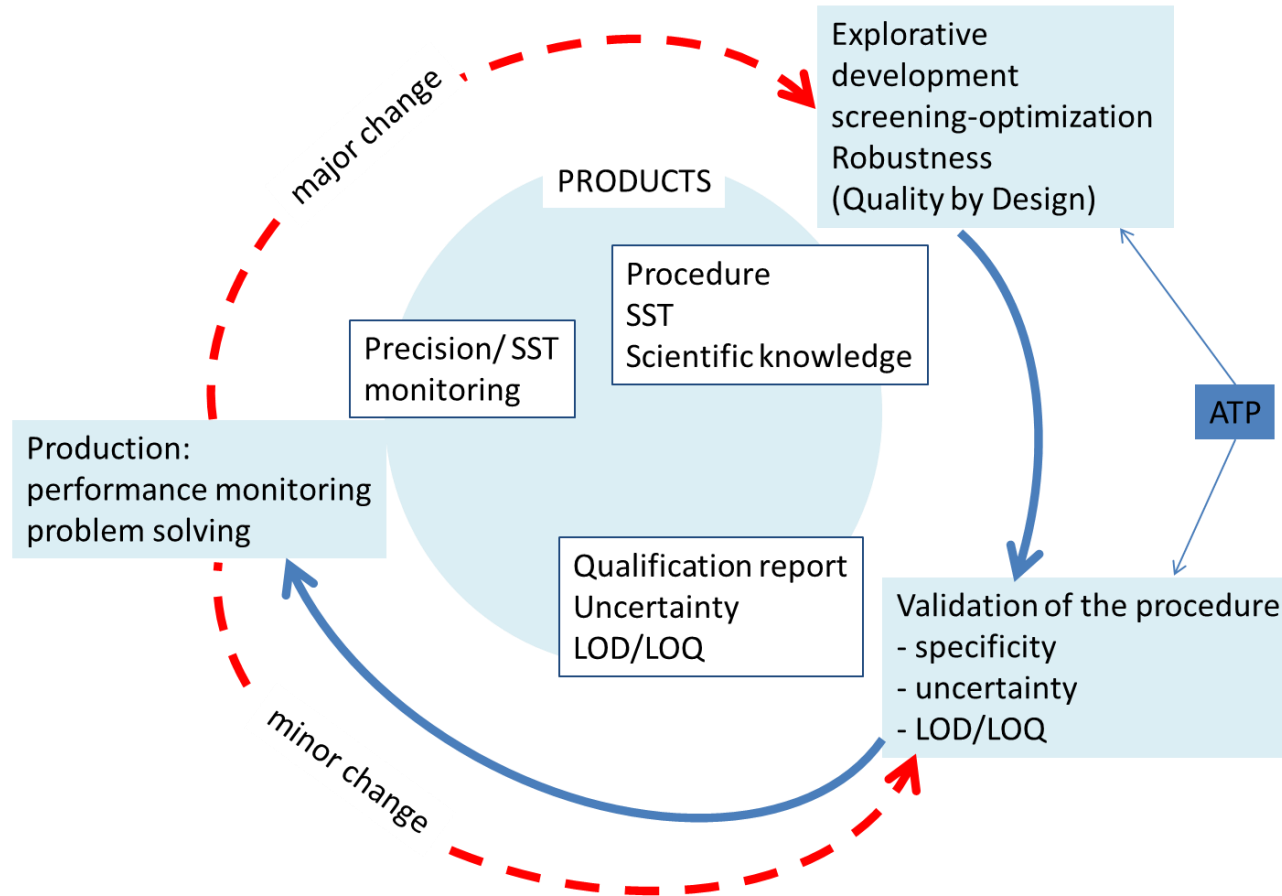 Explorative
development
screening-optimization
Robustness
(Quality by Design)
major change
PRODUCTS
Procedure
SST
Scientific knowledge
Precision/ SST
monitoring
ATP
Production:
performance monitoring
problem solving
Qualification report
Uncertainty
LOD/LOQ
Validation of the procedure
- specificity
- uncertainty
- LOD/LOQ
minor change